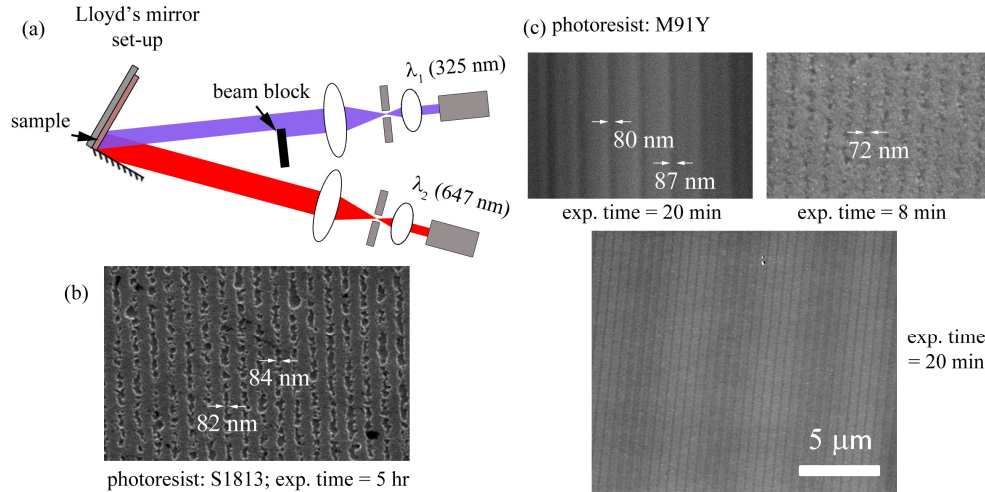 (a)
Lloyd's mirror
set-up
sample
beam block
λ1 (325 nm)
λ2 (647 nm)
(b)
84 nm
82 nm
photoresist: S1813; exp. time = 5 hr
(c) photoresist: M91Y
80 nm
87 nm
exp. time = 20 min
72 nm
exp. time = 8 min
exp. time
= 20 min
5 µm